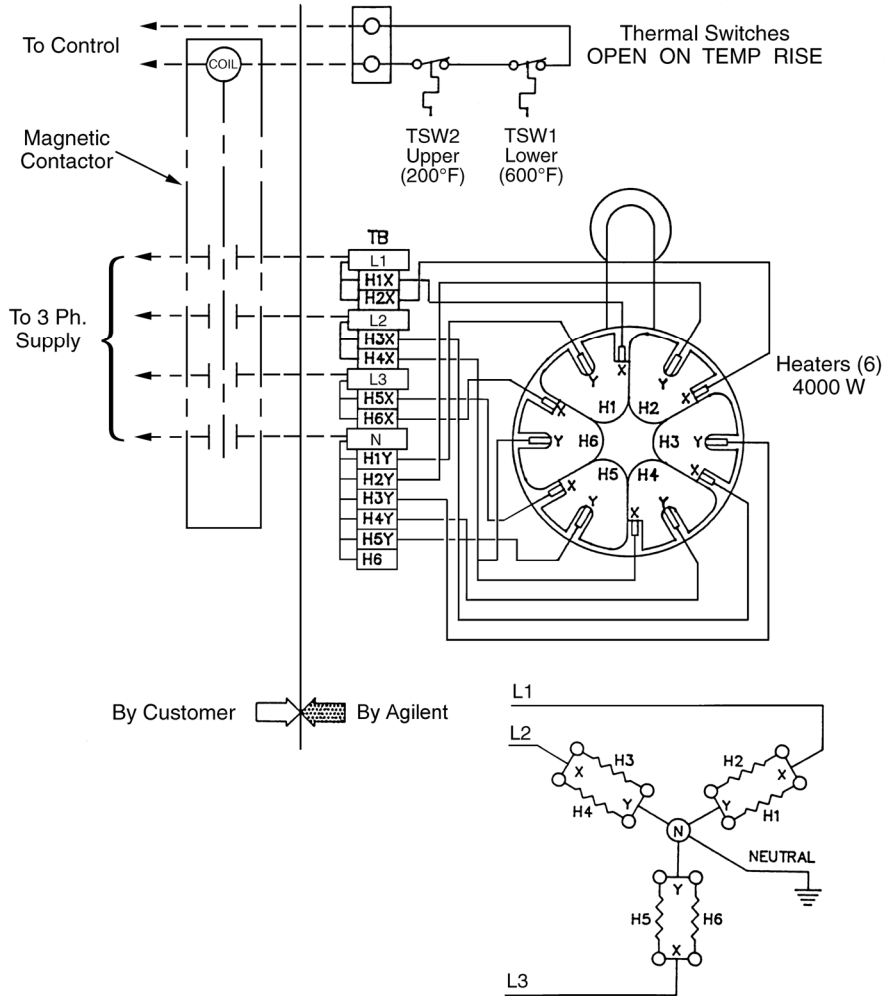 To Control
COIL
Thermal Switches
OPEN ON TEMP RISE
TSW2
Upper
(200°F)
TSW1
Lower
(600°F)
Magnetic
Contactor
TB
L1
H1X
H2X
L2
H3X
H4X
L3
H5X
H6X
N
H1Y
H2Y
H3Y
H4Y
H5Y
H6
To 3 Ph.
Supply
Heaters (6)
4000 W
Y
X
Y
X
X
H1
H2
Y
H6
H3
Y
H5
H4
X
X
Y
X
Y
By Customer
By Agilent
L1
L2
H3
X
H4
Y
H2
X
Y
H1
N
NEUTRAL
Y
H5
H6
X
L3